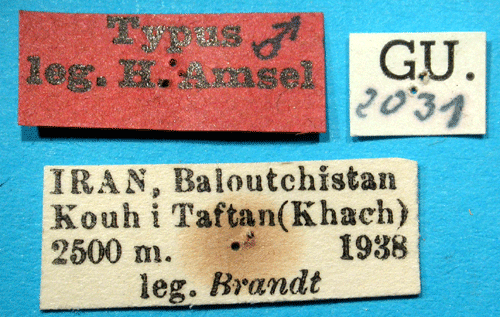 Typus ♂
leg. H. Amsel
GU.
2031
IRAN, Baloutchistan
Kouh i Taftan (Khach)
2500 m. 1938
leg. Brandt